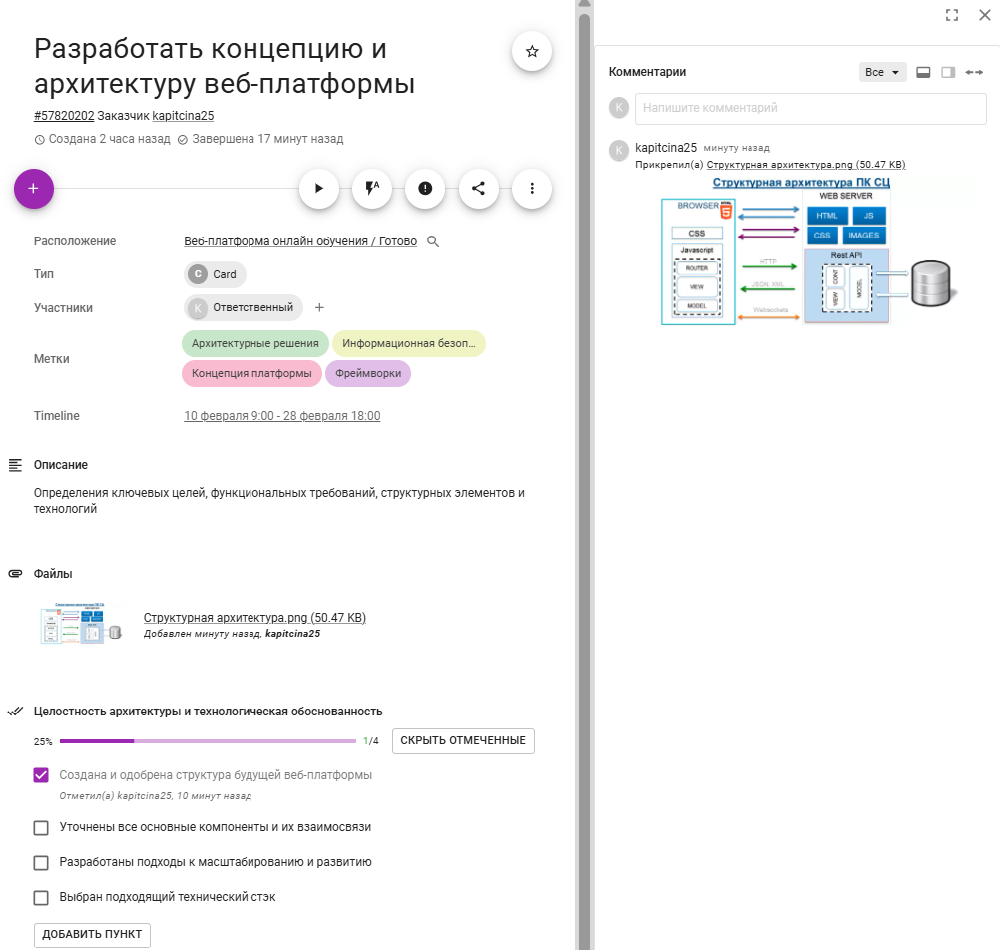 Разработать концепцию и
архитектуру веб-платформы
#57820202 Заказчик kapitcina25
Создана 2 часа назад Завершена 17 минут назад
Расположение Веб-платформа онлайн обучения / Готово
Тип C Card
Участники K Ответственный +
Метки
Архитектурные решения Информационная безоп...
Концепция платформы Фреймворки
Timeline 10 февраля 9:00 - 28 февраля 18:00
Описание
Определения ключевых целей, функциональных требований, структурных элементов и
технологий
Файлы
Структурная архитектура.png (50.47 KB)
Добавлен минуту назад, kapitcina25
Целостность архитектуры и технологическая обоснованность
25% 1/4 СКРЫТЬ ОТМЕЧЕННЫЕ
Создана и одобрена структура будущей веб-платформы
Отметил(а) kapitcina25, 10 минут назад
Уточнены все основные компоненты и их взаимосвязи
Разработаны подходы к масштабированию и развитию
Выбран подходящий технический стэк
ДОБАВИТЬ ПУНКТ
Комментарии Все
K Напишите комментарий
K kapitcina25 минуту назад
Прикрепил(а) Структурная архитектура.png (50.47 KB)
Структурная архитектура ПК СЦ
BROWSER HTML
CSS
Javascript
ROUTER
VIEW
MODEL
HTTP
JSON, XML
Websockets
WEB SERVER
HTML JS
CSS IMAGES
Rest API
CONT
VIEW
MODEL